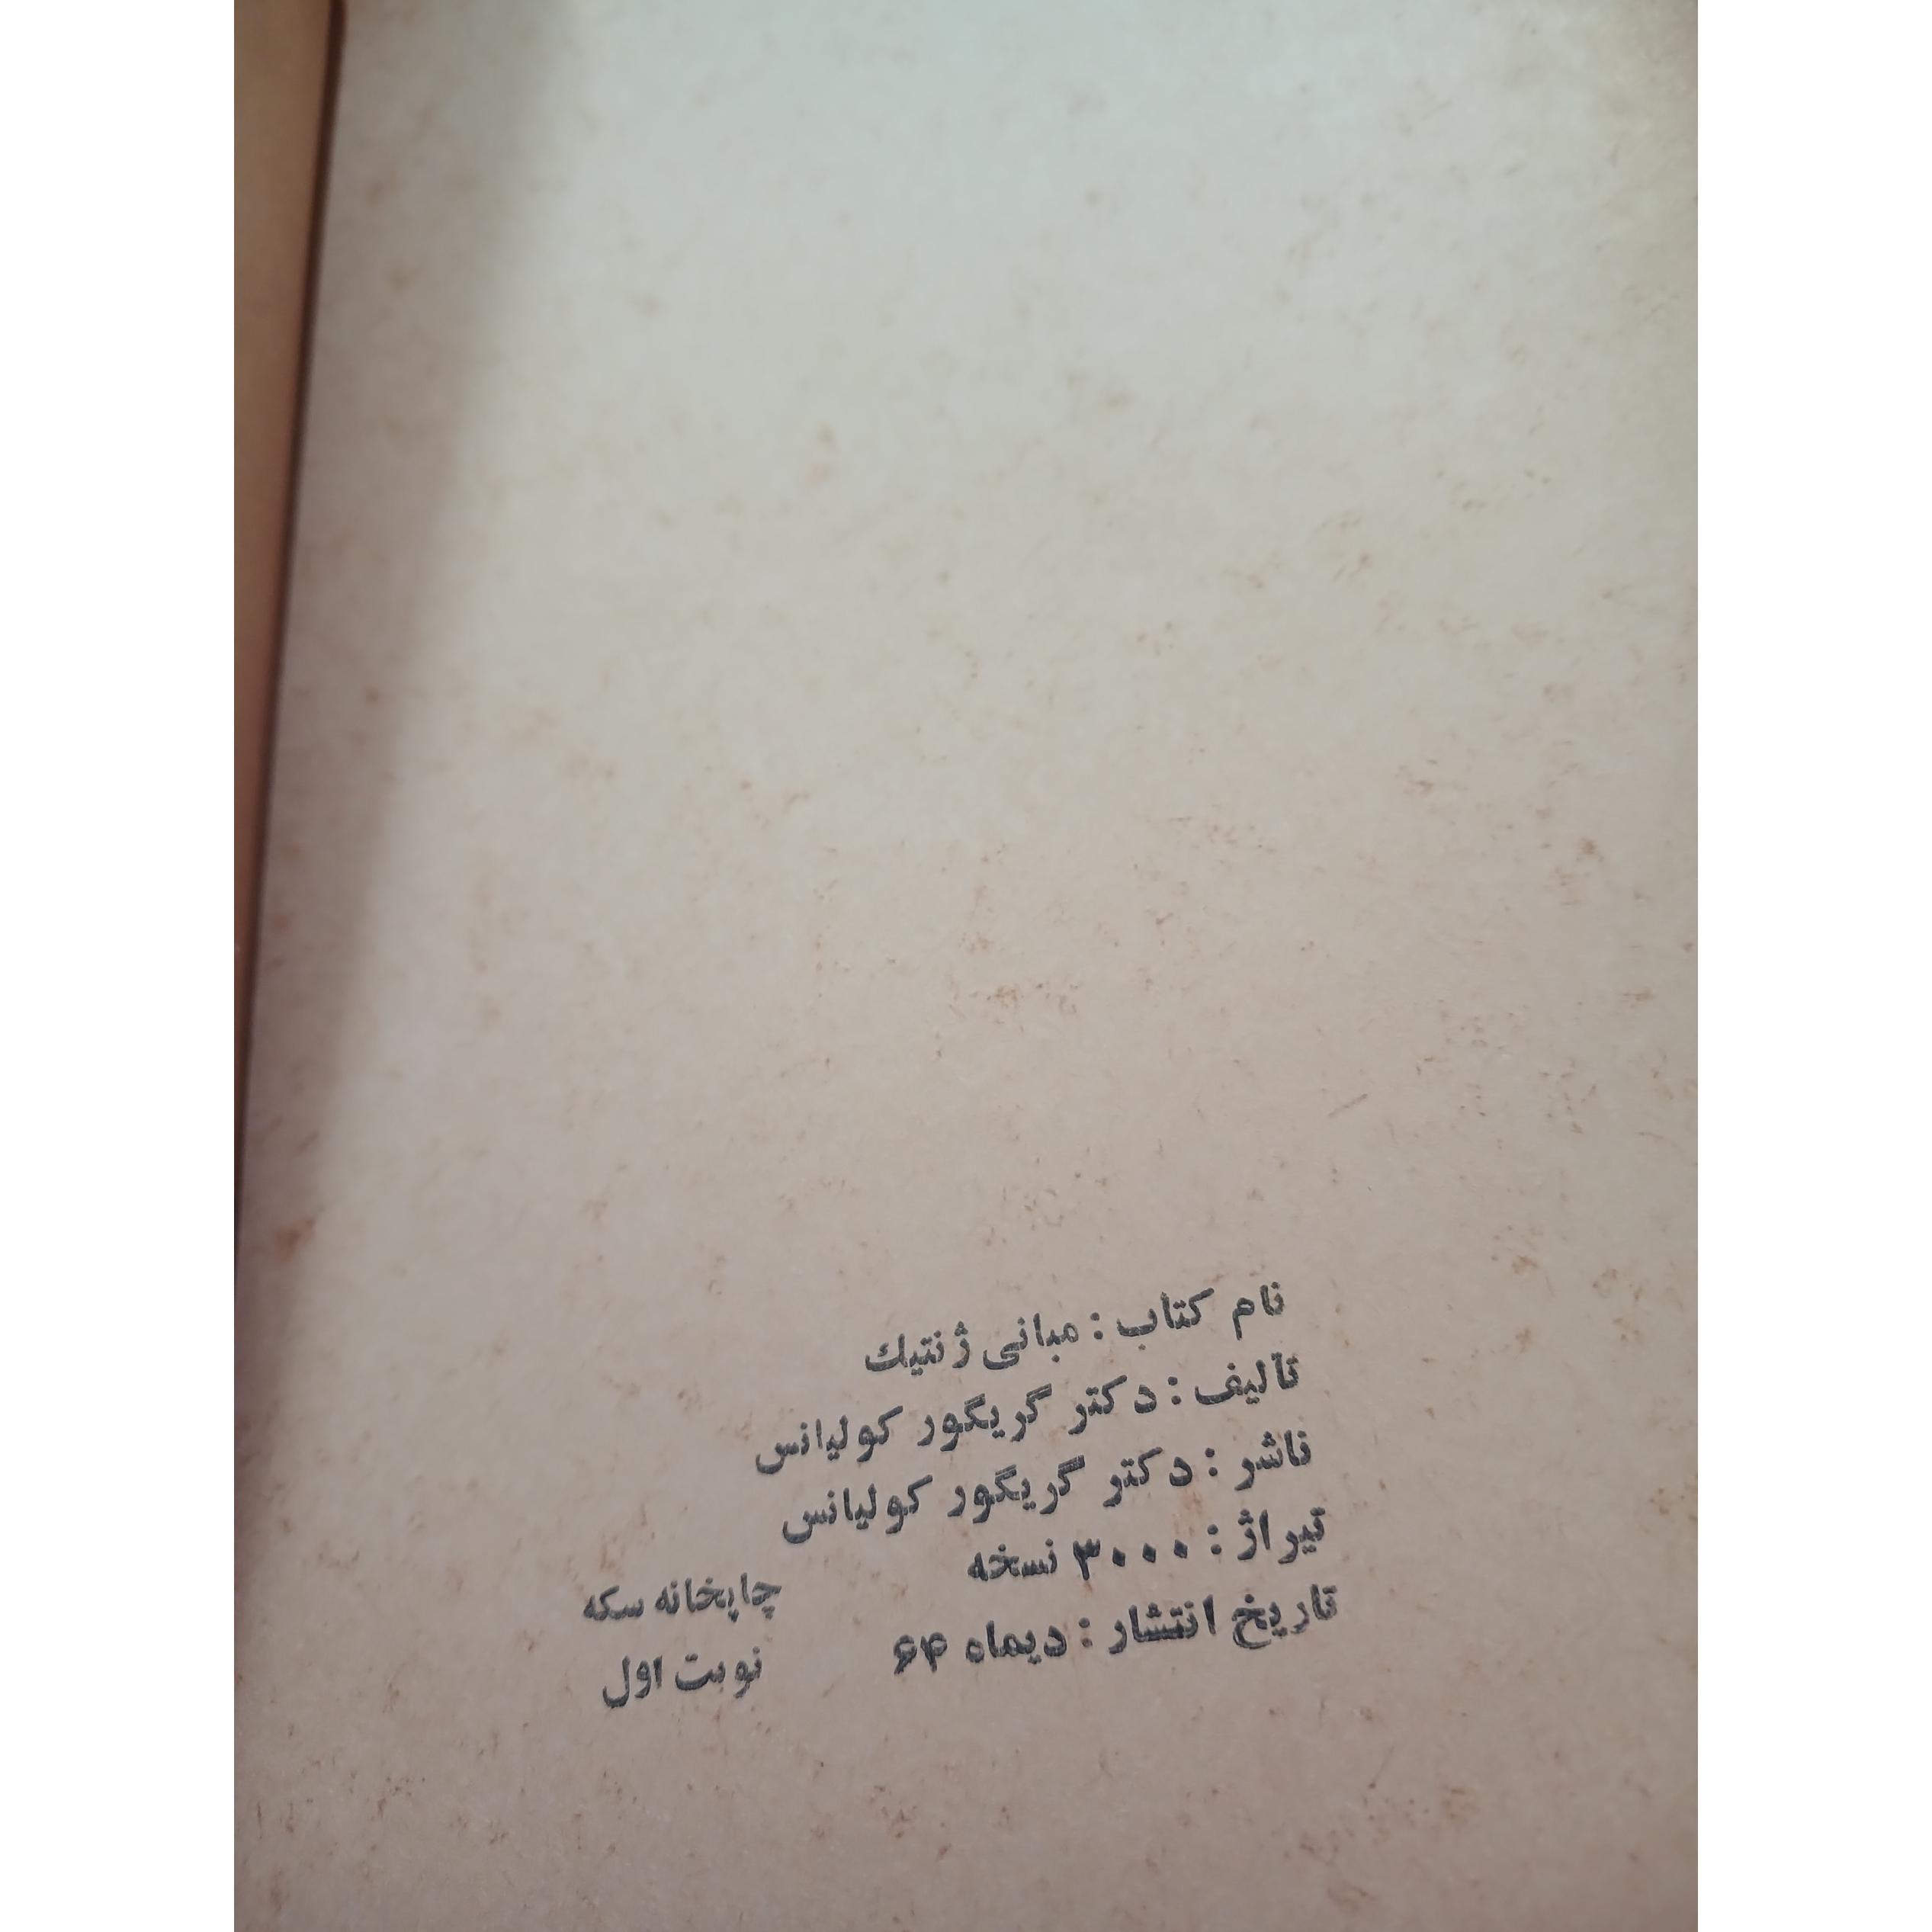 نام کتاب : مبانی ژنتیك
تالیف : دکتر گریگور کولیانس
ناشر : دکتر گریگور کولیانس
تیراژ : ۳۰۰۰ نسخه
چاپخانه سکه
تاریخ انتشار : دیماه ۶۴
نوبت اول